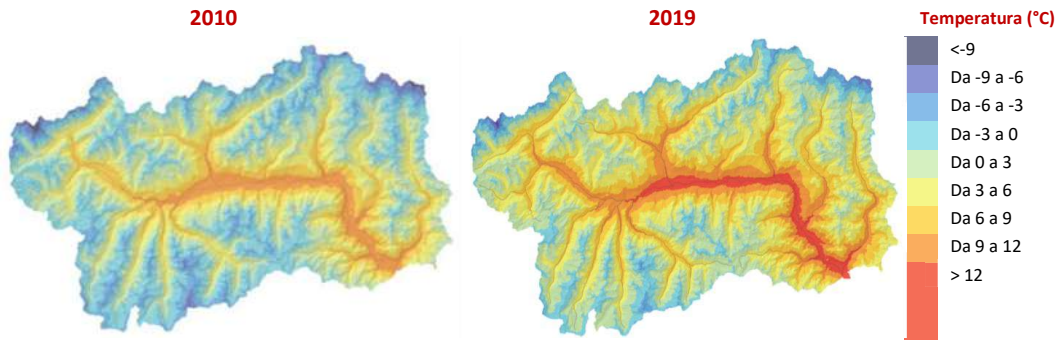 2010
2019
Temperatura (°C)
<-9
Da -9 a -6
Da -6 a -3
Da -3 a 0
Da 0 a 3
Da 3 a 6
Da 6 a 9
Da 9 a 12
> 12